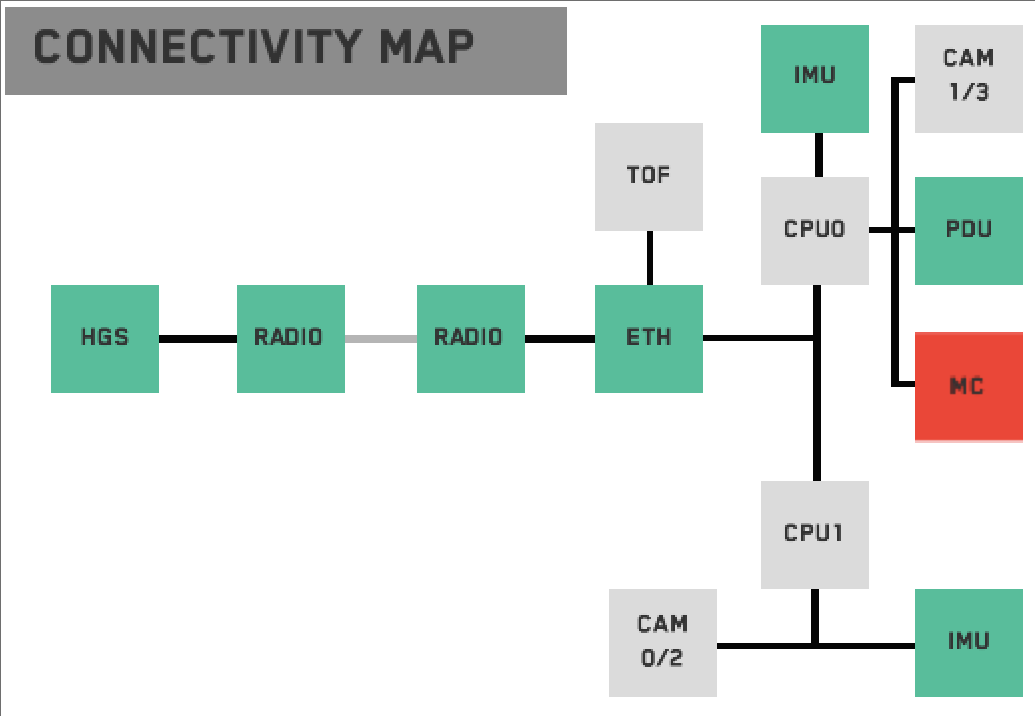 CONNECTIVITY MAP
IMU
CAM
1/3
TOF
CPU0
PDU
HGS
RADIO
RADIO
ETH
MC
CPU1
CAM
0/2
IMU